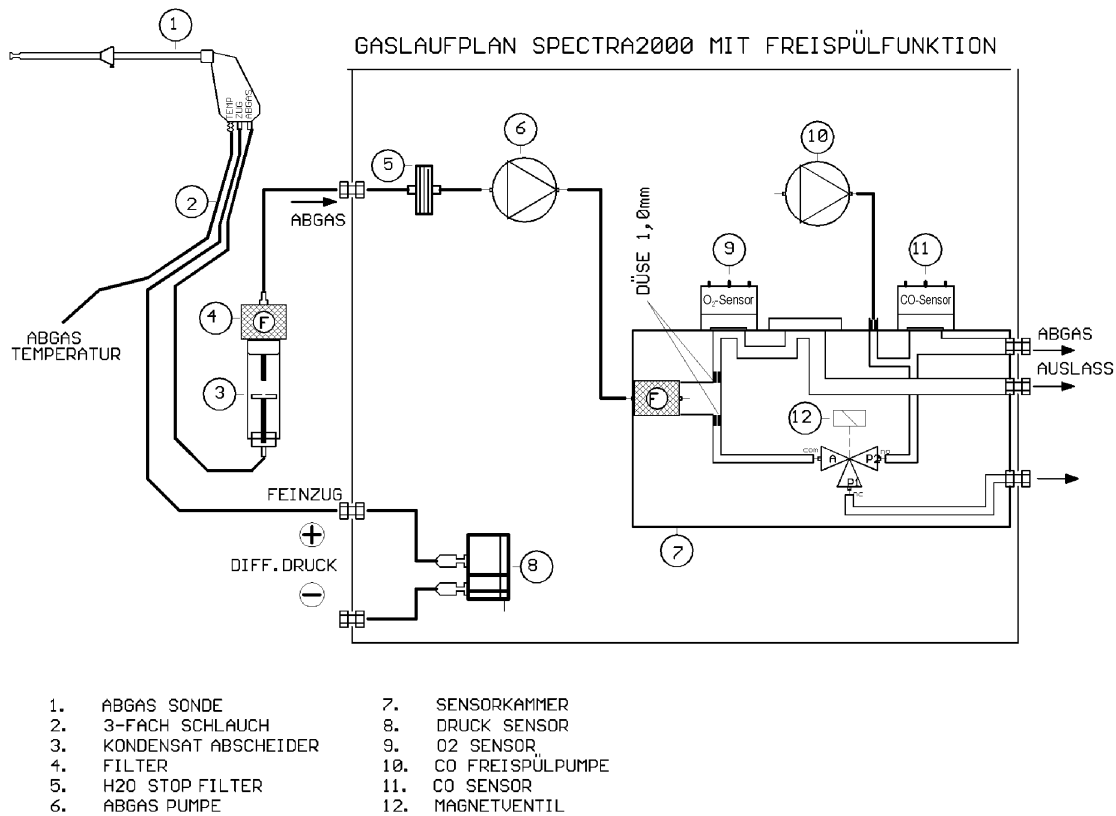 GASLAUFPLAN SPECTRA2000 MIT FREISPÜLFUNKTION
1
TEMP
ZUG
ABGAS
2
ABGAS
TEMPERATUR
3
4
F
ABGAS
5
6
10
DÜSE 1,0mm
9
11
O₂-Sensor
CO-Sensor
F
12
COM
A
P2
NO
P1
NC
ABGAS
AUSLASS
7
FEINZUG
+
DIFF.DRUCK
−
8
1. ABGAS SONDE
2. 3-FACH SCHLAUCH
3. KONDENSAT ABSCHEIDER
4. FILTER
5. H2O STOP FILTER
6. ABGAS PUMPE
7. SENSORKAMMER
8. DRUCK SENSOR
9. O2 SENSOR
10. CO FREISPÜLPUMPE
11. CO SENSOR
12. MAGNETVENTIL